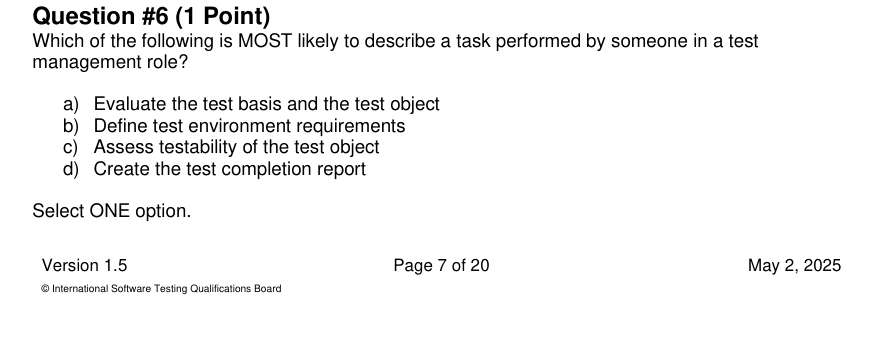 Question #6 (1 Point)
Which of the following is MOST likely to describe a task performed by someone in a test
management role?
a) Evaluate the test basis and the test object
b) Define test environment requirements
c) Assess testability of the test object
d) Create the test completion report
Select ONE option.
Version 1.5 Page 7 of 20 May 2, 2025
© International Software Testing Qualifications Board